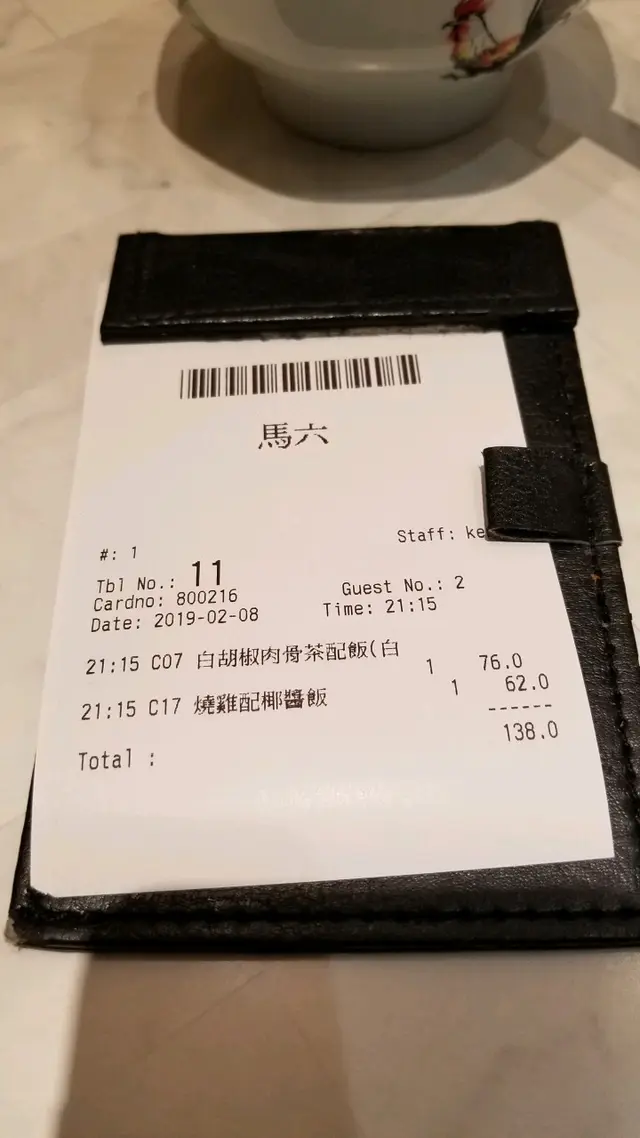 馬六
#: 1
Staff: ke
Tbl No.: 11
Guest No.: 2
Cardno: 800216
Date: 2019-02-08 Time: 21:15
21:15 C07 白胡椒肉骨茶配飯(白 1 76.0
21:15 C17 燒雞配椰醬飯 1 62.0
------
138.0
Total :